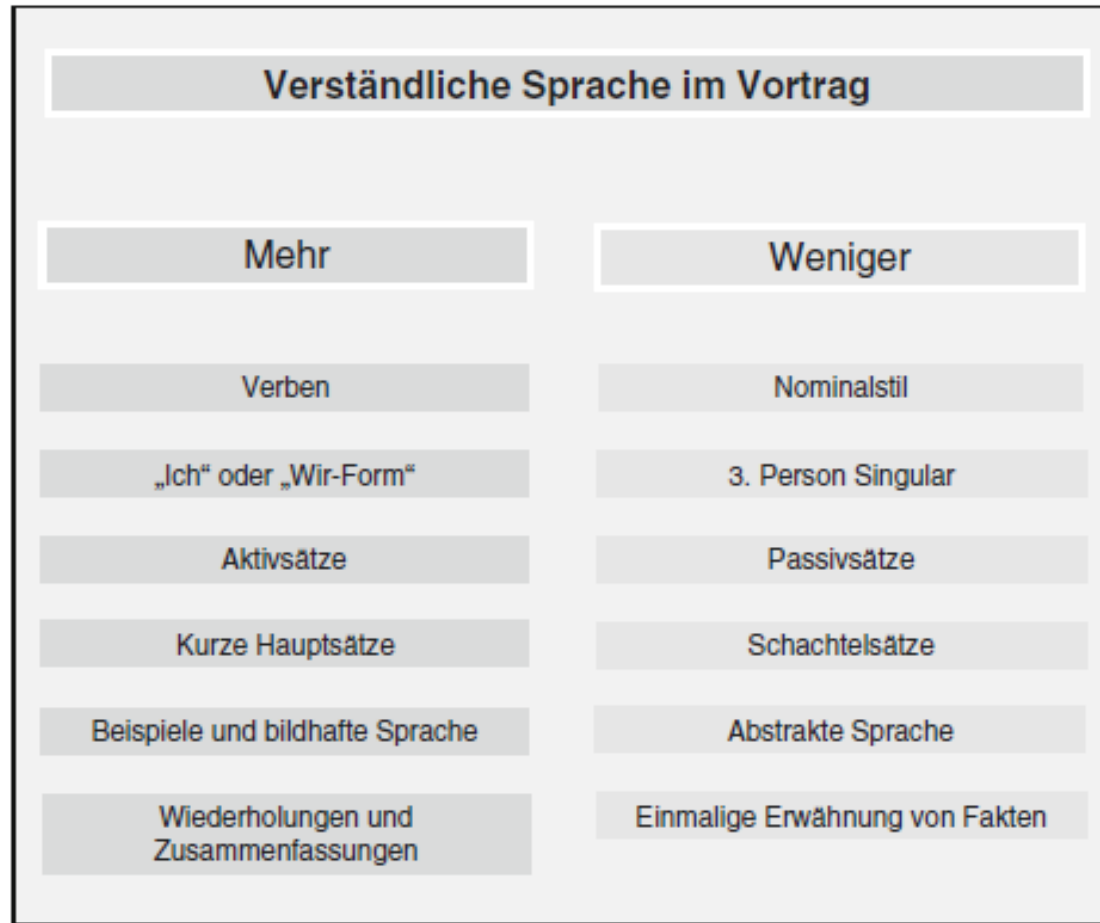 Verständliche Sprache im Vortrag
Mehr
Weniger
Verben
Nominalstil
„Ich“ oder „Wir-Form“
3. Person Singular
Aktivsätze
Passivsätze
Kurze Hauptsätze
Schachtelsätze
Beispiele und bildhafte Sprache
Abstrakte Sprache
Wiederholungen und
Zusammenfassungen
Einmalige Erwähnung von Fakten